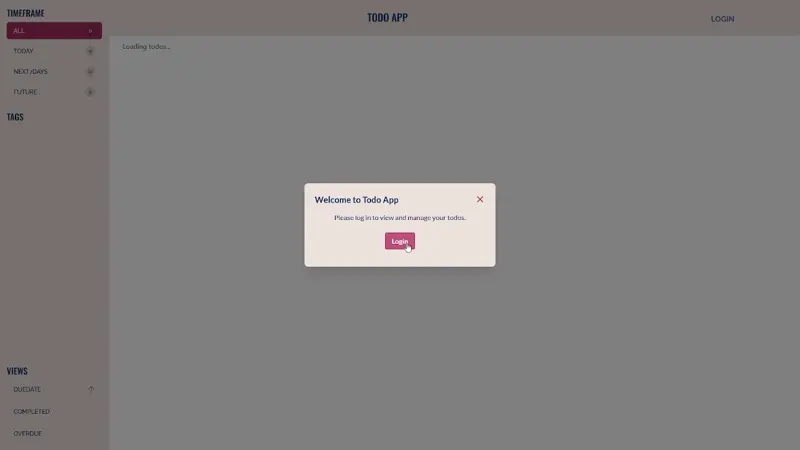 TIMEFRAME
ALL 0
TODAY 0
NEXT7DAYS 0
FUTURE 0
TAGS
VIEWS
DUEDATE
COMPLETED
OVERDUE
TODO APP
LOGIN
Loading todos...
Welcome to Todo App
Please log in to view and manage your todos.
Login